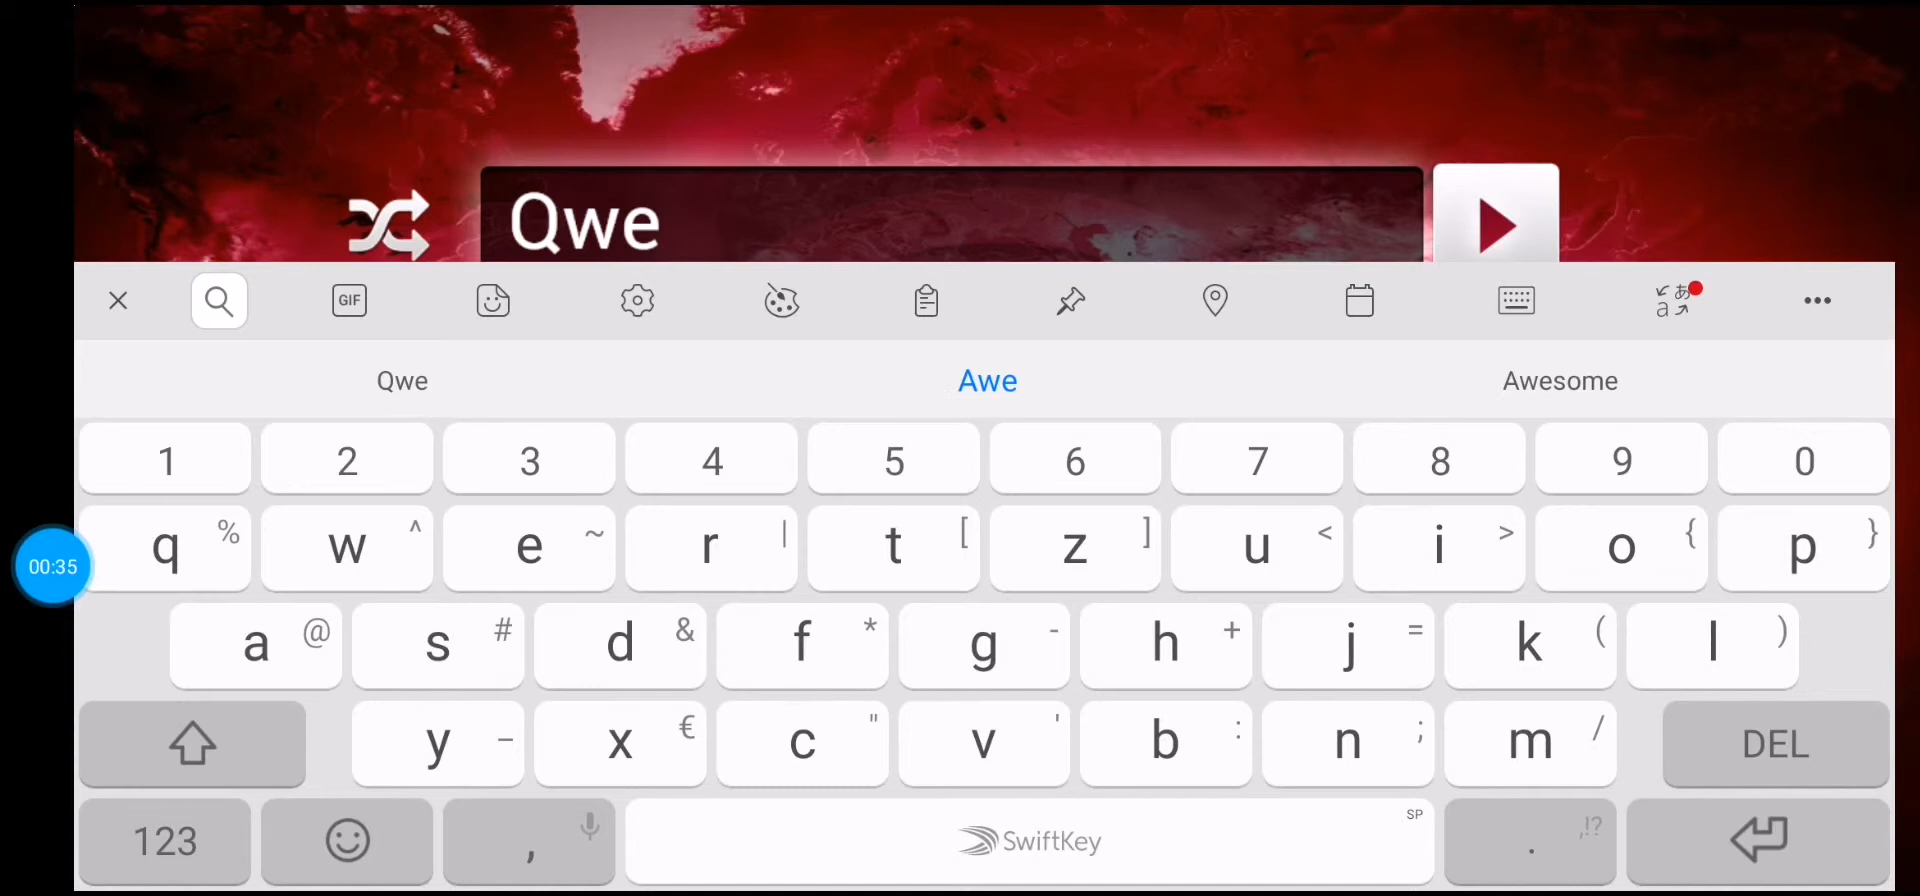 Qwe
GIF
あ
a
Qwe Awe Awesome
1 2 3 4 5 6 7 8 9 0
00:35
q % w ^ e ~ r | t [ z ] u < i > o { p }
a @ s # d & f * g - h + j = k ( l )
y _ x € c " v ' b : n ; m / DEL
123 , SwiftKey SP . ,!?